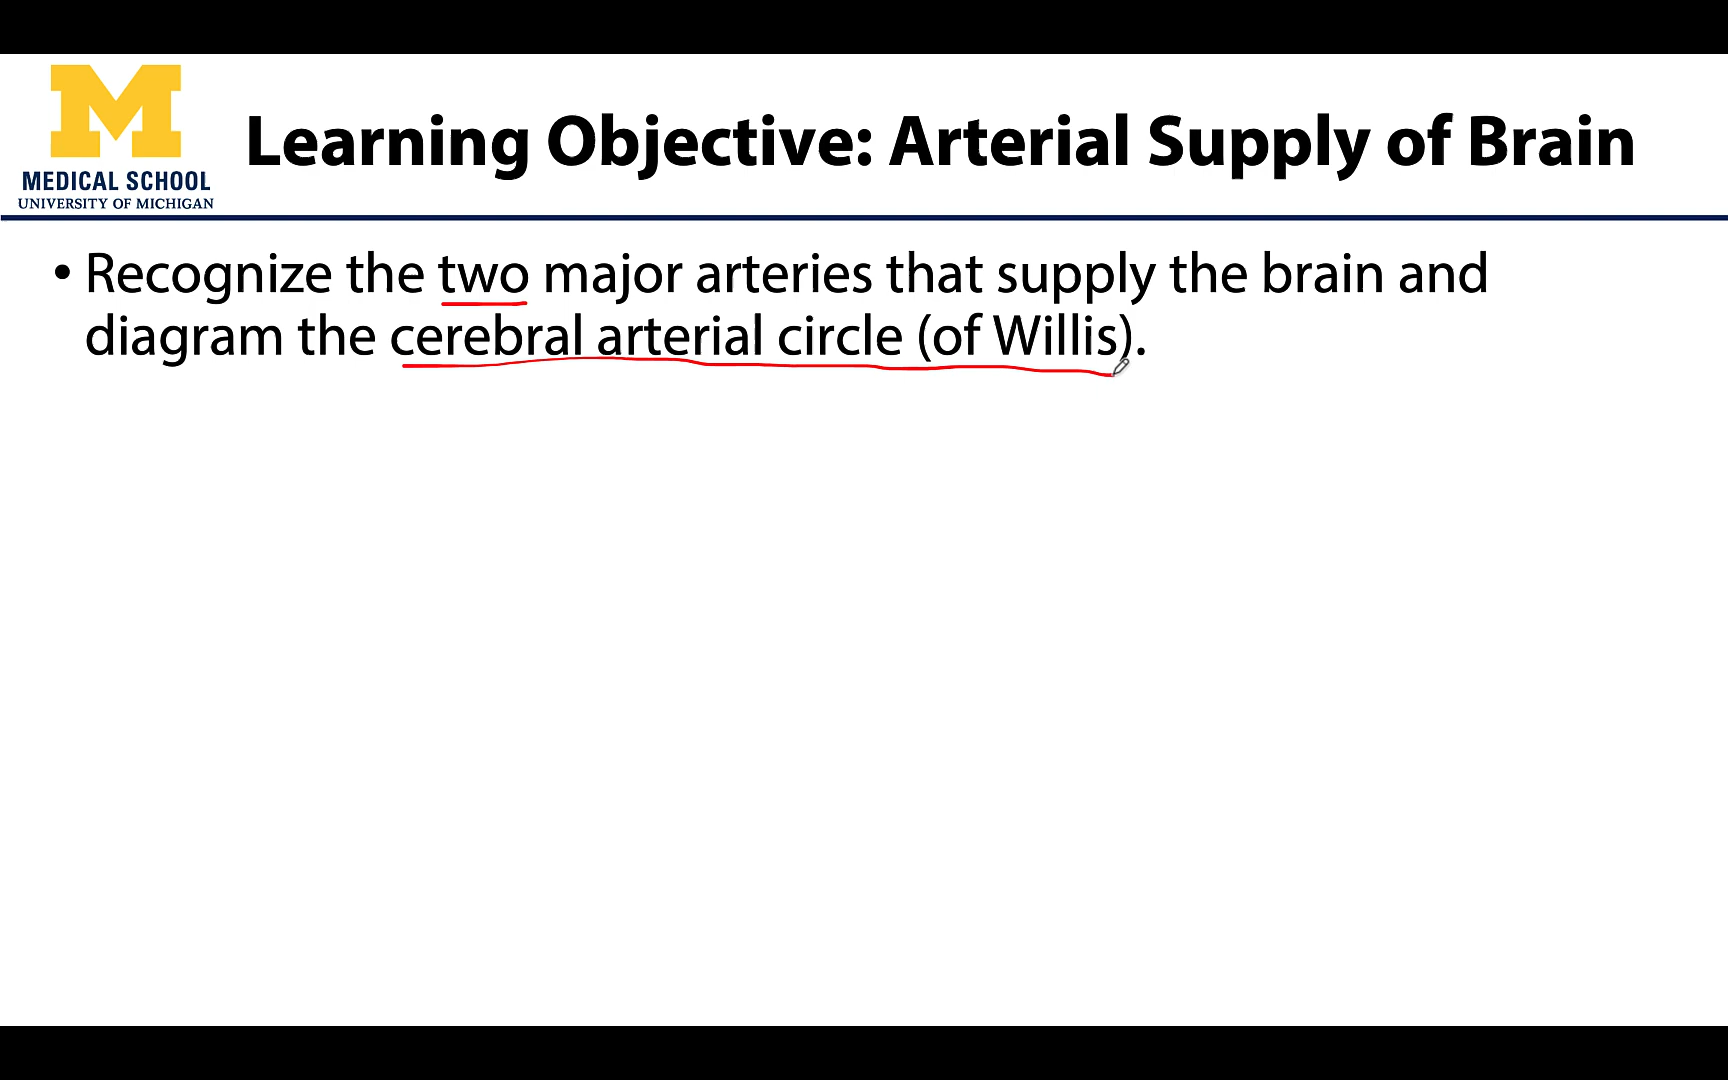 M
MEDICAL SCHOOL
UNIVERSITY OF MICHIGAN
Learning Objective: Arterial Supply of Brain
• Recognize the two major arteries that supply the brain and
diagram the cerebral arterial circle (of Willis).